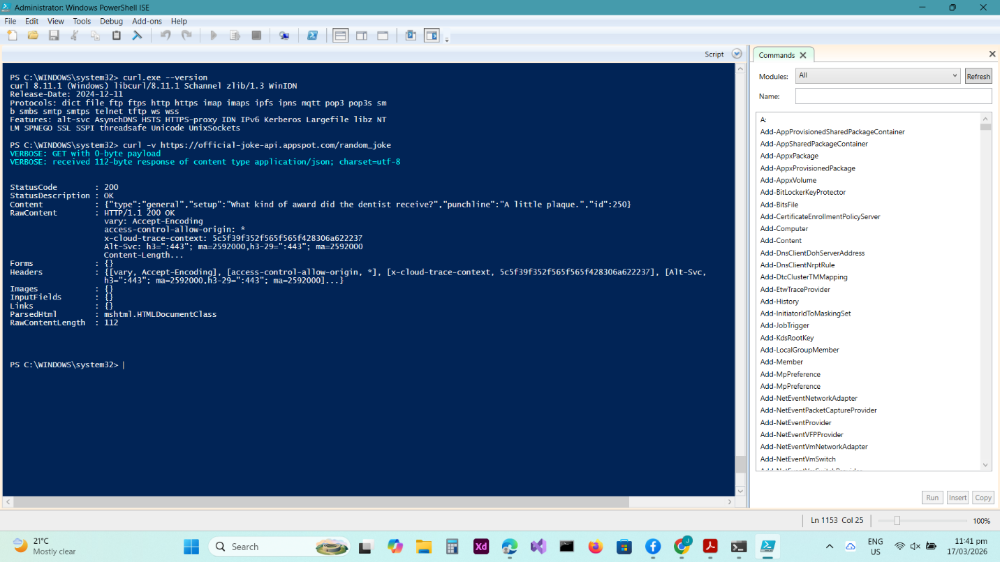 Administrator: Windows PowerShell ISE
File Edit View Tools Debug Add-ons Help
Script
PS C:\WINDOWS\system32> curl.exe --version
curl 8.11.1 (Windows) libcurl/8.11.1 Schannel zlib/1.3 WinIDN
Release-Date: 2024-12-11
Protocols: dict file ftp ftps http https imap imaps ipfs ipns mqtt pop3 pop3s sm
b smbs smtp smtps telnet tftp ws wss
Features: alt-svc AsynchDNS HSTS HTTPS-proxy IDN IPv6 Kerberos Largefile libz NT
LM SPNEGO SSL SSPI threadsafe Unicode UnixSockets
PS C:\WINDOWS\system32> curl -v https://official-joke-api.appspot.com/random_joke
VERBOSE: GET with 0-byte payload
VERBOSE: received 112-byte response of content type application/json; charset=utf-8
StatusCode : 200
StatusDescription : OK
Content : {"type":"general","setup":"What kind of award did the dentist receive?","punchline":"A little plaque.","id":250}
RawContent : HTTP/1.1 200 OK
vary: Accept-Encoding
access-control-allow-origin: *
x-cloud-trace-context: 5c5f39f352f565f565f428306a622237
Alt-Svc: h3=":443"; ma=2592000,h3-29=":443"; ma=2592000
Content-Length...
Forms : {}
Headers : {[vary, Accept-Encoding], [access-control-allow-origin, *], [x-cloud-trace-context, 5c5f39f352f565f565f428306a622237], [Alt-Svc,
h3=":443"; ma=2592000,h3-29=":443"; ma=2592000]...}
Images : {}
InputFields : {}
Links : {}
ParsedHtml : mshtml.HTMLDocumentClass
RawContentLength : 112
PS C:\WINDOWS\system32>
Commands
Modules: All Refresh
Name:
A:
Add-AppProvisionedSharedPackageContainer
Add-AppSharedPackageContainer
Add-AppxPackage
Add-AppxProvisionedPackage
Add-AppxVolume
Add-BitLockerKeyProtector
Add-BitsFile
Add-CertificateEnrollmentPolicyServer
Add-Computer
Add-Content
Add-DnsClientDohServerAddress
Add-DnsClientNrptRule
Add-DtcClusterTMMapping
Add-EtwTraceProvider
Add-History
Add-InitiatorIdToMaskingSet
Add-JobTrigger
Add-KdsRootKey
Add-LocalGroupMember
Add-Member
Add-MpPreference
Add-MpPreference
Add-NetEventNetworkAdapter
Add-NetEventPacketCaptureProvider
Add-NetEventProvider
Add-NetEventVFPProvider
Add-NetEventVmNetworkAdapter
Add-NetEventVmSwitch
Run Insert Copy
Ln 1153 Col 25 100%
21°C
Mostly clear
Search
Xd
J
ENG
US
11:41 pm
17/03/2026